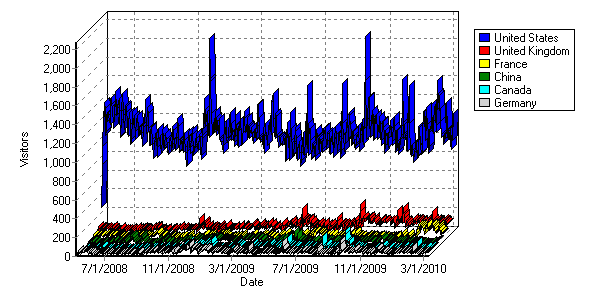 2,200
2,000
1,800
1,600
1,400
1,200
1,000
800
600
400
200
0
Visitors
7/1/2008 11/1/2008 3/1/2009 7/1/2009 11/1/2009 3/1/2010
Date
United States
United Kingdom
France
China
Canada
Germany